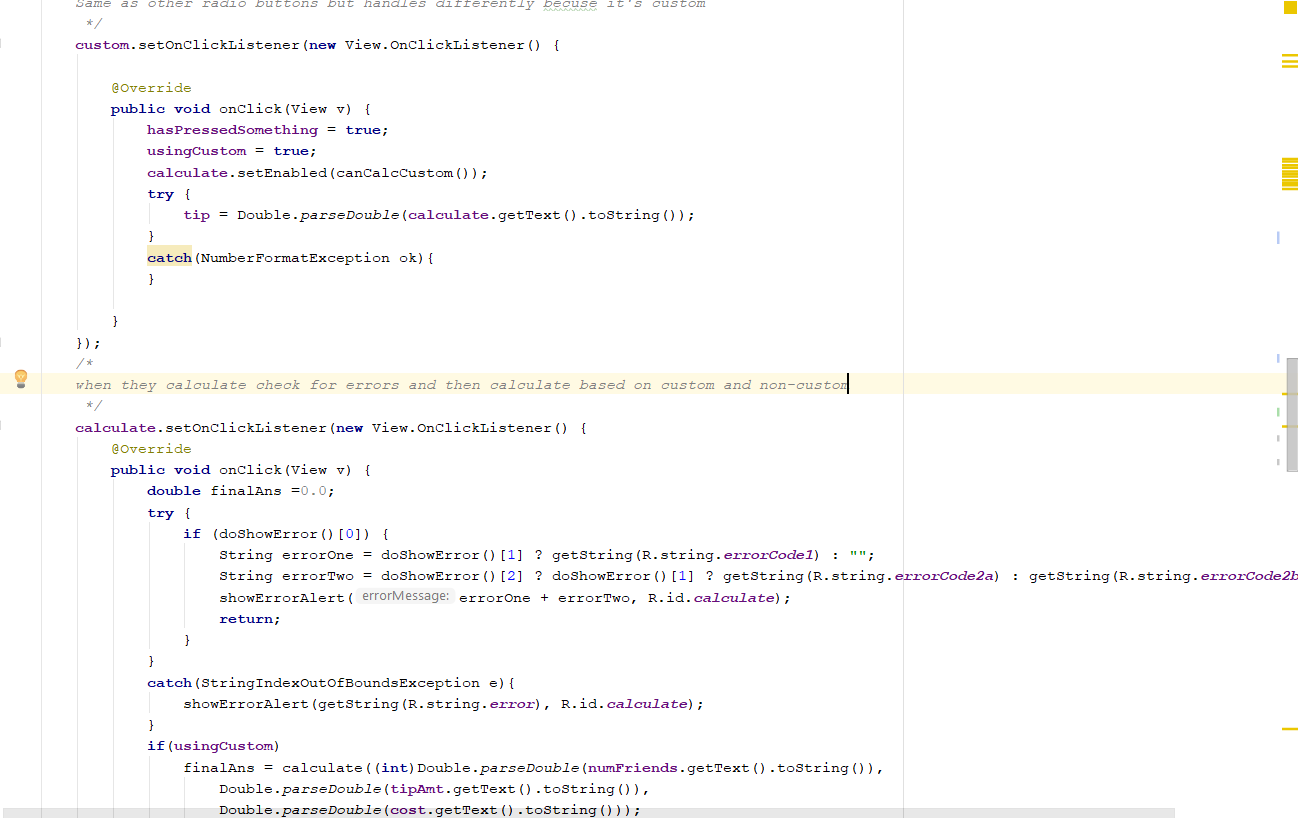 Same as other radio buttons but handles differently becuse it's custom
*/
custom.setOnClickListener(new View.OnClickListener() {
@Override
public void onClick(View v) {
hasPressedSomething = true;
usingCustom = true;
calculate.setEnabled(canCalcCustom());
try {
tip = Double.parseDouble(calculate.getText().toString());
}
catch(NumberFormatException ok){
}
}
});
/*
when they calculate check for errors and then calculate based on custom and non-custom
*/
calculate.setOnClickListener(new View.OnClickListener() {
@Override
public void onClick(View v) {
double finalAns =0.0;
try {
if (doShowError()[0]) {
String errorOne = doShowError()[1] ? getString(R.string.errorCode1) : "";
String errorTwo = doShowError()[2] ? doShowError()[1] ? getString(R.string.errorCode2a) : getString(R.string.errorCode2b
showErrorAlert( errorMessage: errorOne + errorTwo, R.id.calculate);
return;
}
}
catch(StringIndexOutOfBoundsException e){
showErrorAlert(getString(R.string.error), R.id.calculate);
}
if(usingCustom)
finalAns = calculate((int)Double.parseDouble(numFriends.getText().toString()),
Double.parseDouble(tipAmt.getText().toString()),
Double.parseDouble(cost.getText().toString()));